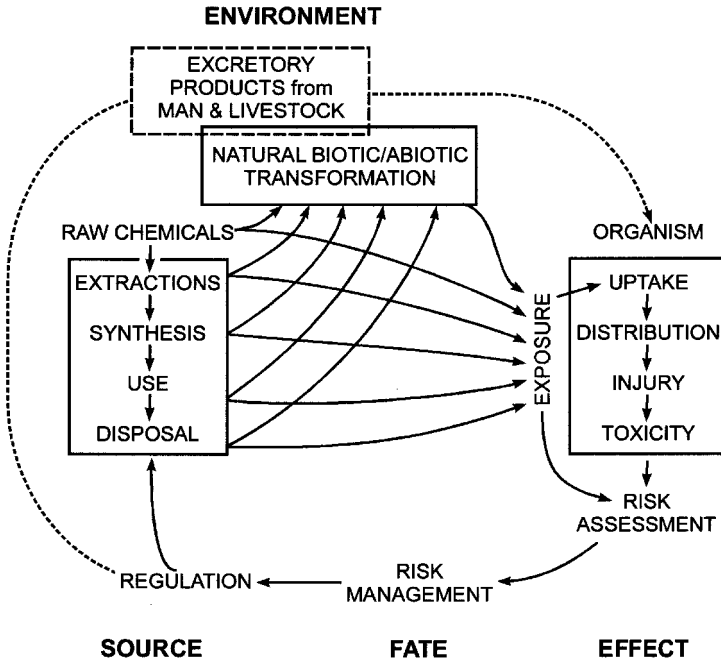 ENVIRONMENT
EXCRETORY
PRODUCTS from
MAN & LIVESTOCK
NATURAL BIOTIC/ABIOTIC
TRANSFORMATION
RAW CHEMICALS
EXTRACTIONS
SYNTHESIS
USE
DISPOSAL
EXPOSURE
ORGANISM
UPTAKE
DISTRIBUTION
INJURY
TOXICITY
RISK
ASSESSMENT
RISK
MANAGEMENT
REGULATION
SOURCE
FATE
EFFECT